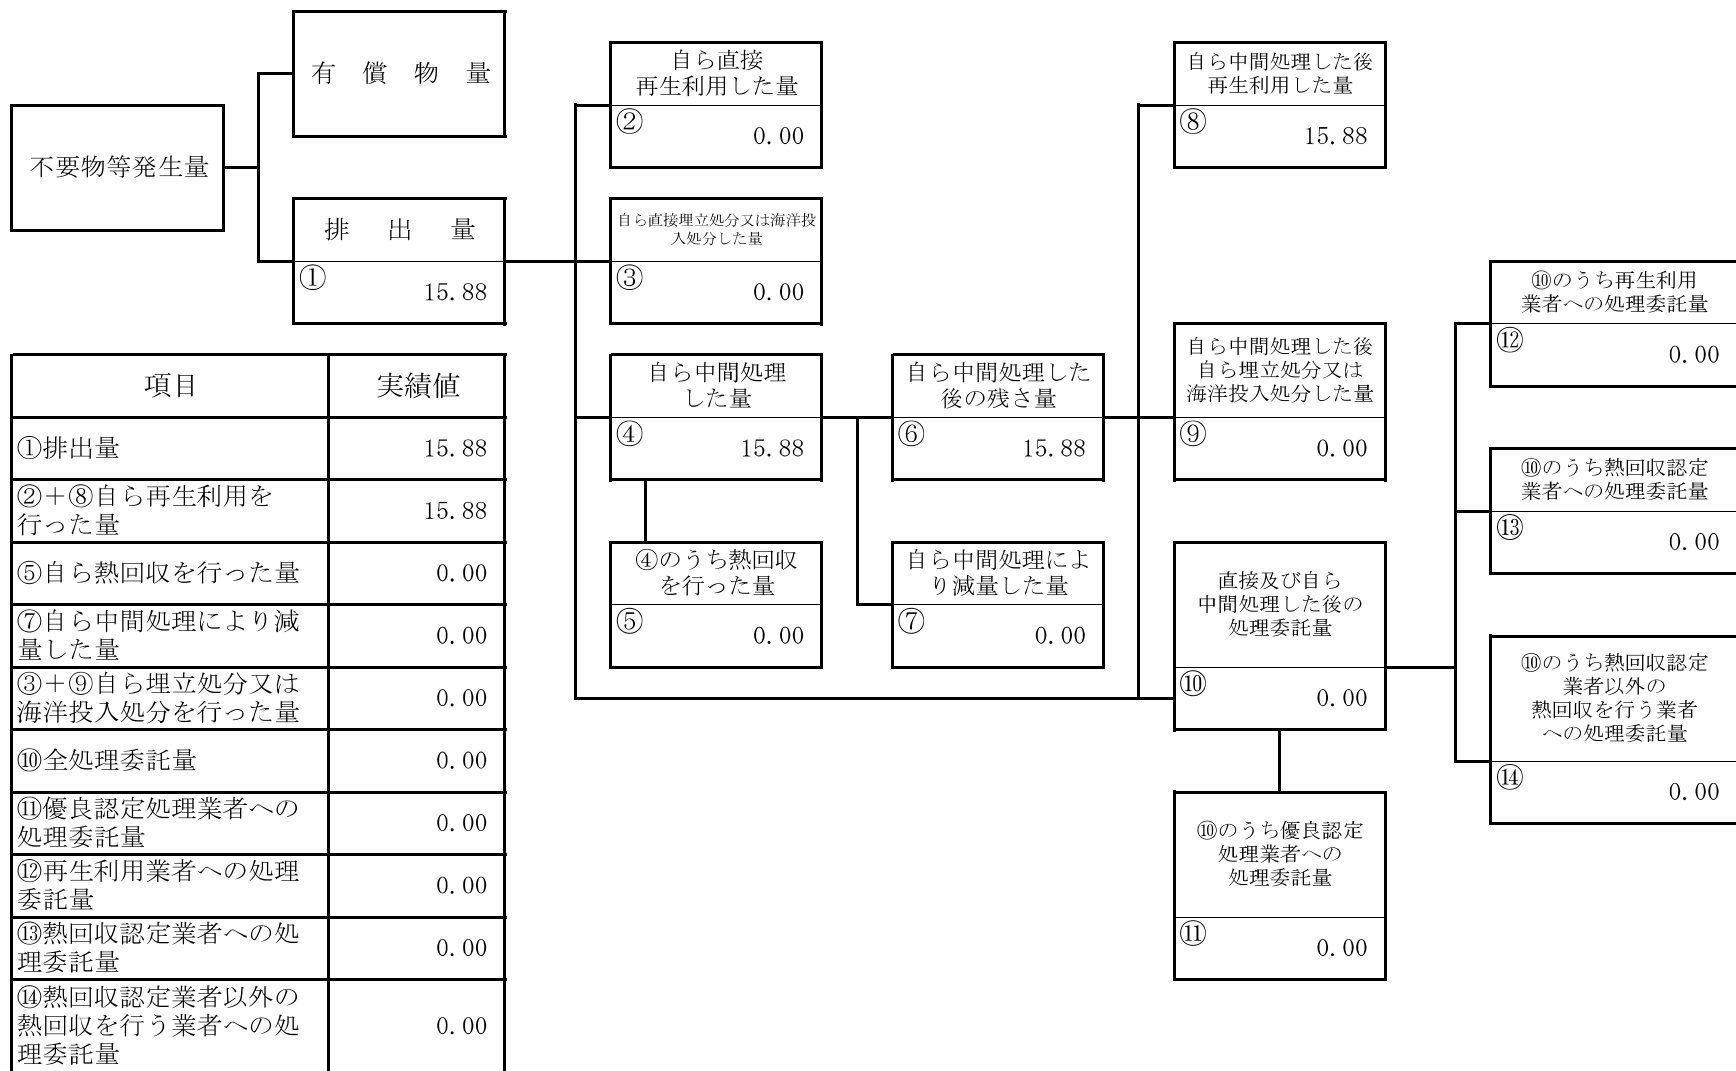 不要物等発生量
有　償　物　量
排　出　量
①
15.88
自ら直接
再生利用した量
②
0.00
自ら直接埋立処分又は海洋投
入処分した量
③
0.00
自ら中間処理
した量
④
15.88
④のうち熱回収
を行った量
⑤
0.00
自ら中間処理した
後の残さ量
⑥
15.88
自ら中間処理によ
り減量した量
⑦
0.00
自ら中間処理した後
再生利用した量
⑧
15.88
自ら中間処理した後
自ら埋立処分又は
海洋投入処分した量
⑨
0.00
直接及び自ら
中間処理した後の
処理委託量
⑩
0.00
⑩のうち優良認定
処理業者への
処理委託量
⑪
0.00
⑩のうち再生利用
業者への処理委託量
⑫
0.00
⑩のうち熱回収認定
業者への処理委託量
⑬
0.00
⑩のうち熱回収認定
業者以外の
熱回収を行う業者
への処理委託量
⑭
0.00
項目 実績値
①排出量 15.88
②＋⑧自ら再生利用を
行った量 15.88
⑤自ら熱回収を行った量 0.00
⑦自ら中間処理により減
量した量 0.00
③＋⑨自ら埋立処分又は
海洋投入処分を行った量 0.00
⑩全処理委託量 0.00
⑪優良認定処理業者への
処理委託量 0.00
⑫再生利用業者への処理
委託量 0.00
⑬熱回収認定業者への処
理委託量 0.00
⑭熱回収認定業者以外の
熱回収を行う業者への処 0.00
理委託量